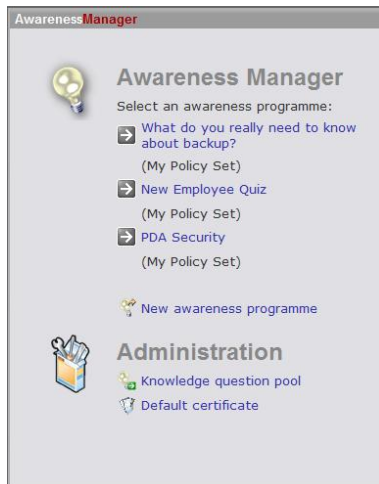 AwarenessManager
Awareness Manager
Select an awareness programme:
What do you really need to know
about backup?
(My Policy Set)
New Employee Quiz
(My Policy Set)
PDA Security
(My Policy Set)
New awareness programme
Administration
Knowledge question pool
Default certificate